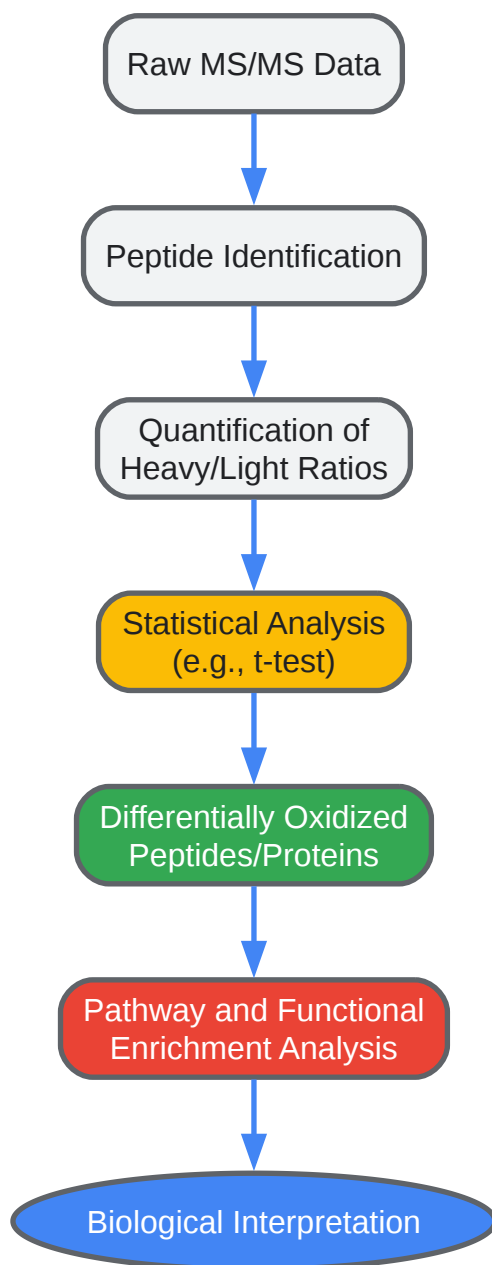 Raw MS/MS Data
Peptide Identification
Quantification of
Heavy/Light Ratios
Statistical Analysis
(e.g., t-test)
Differentially Oxidized
Peptides/Proteins
Pathway and Functional
Enrichment Analysis
Biological Interpretation